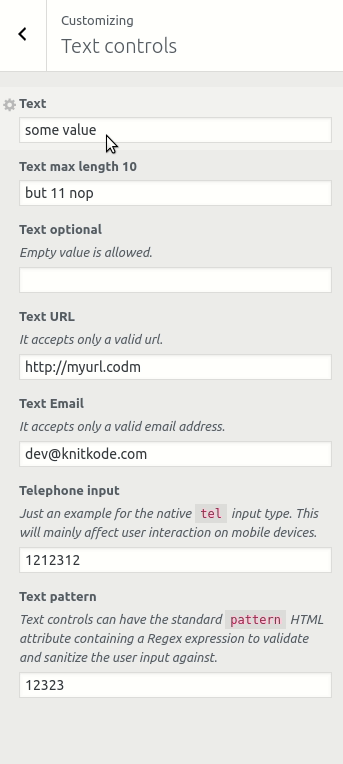 Customizing
Text controls
Text
some value
Text max length 10
but 11 nop
Text optional
Empty value is allowed.
Text URL
It accepts only a valid url.
http://myurl.codm
Text Email
It accepts only a valid email address.
dev@knitkode.com
Telephone input
Just an example for the native tel input type. This
will mainly affect user interaction on mobile devices.
1212312
Text pattern
Text controls can have the standard pattern HTML
attribute containing a Regex expression to validate
and sanitize the user input against.
12323